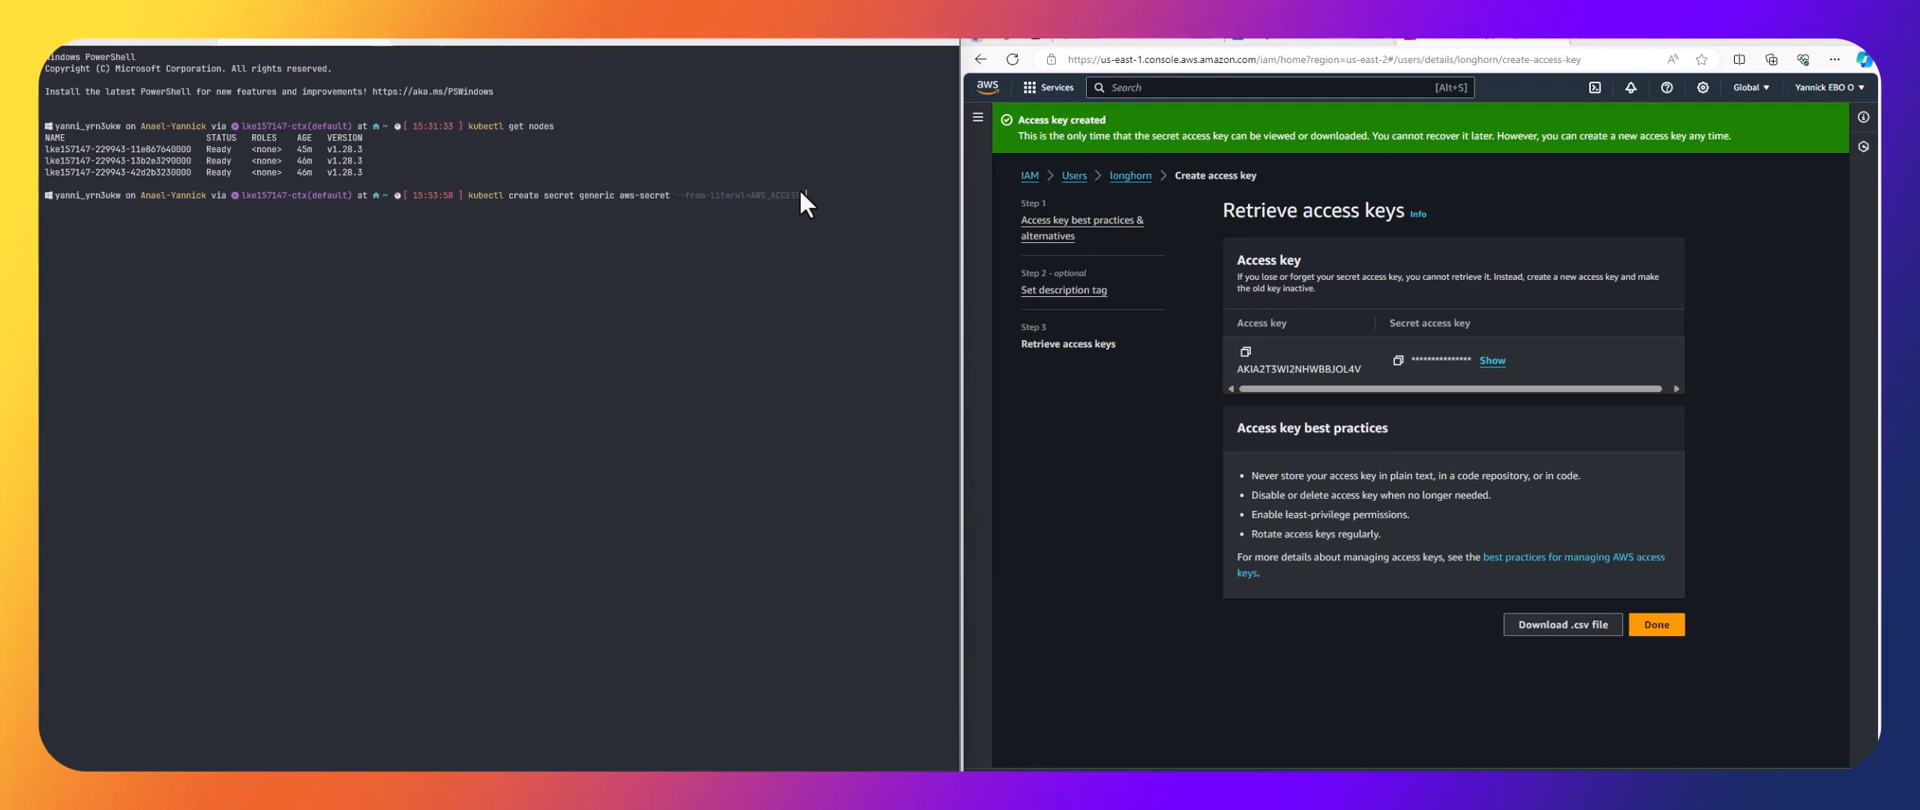 Windows PowerShell
Copyright (C) Microsoft Corporation. All rights reserved.
Install the latest PowerShell for new features and improvements! https://aka.ms/PSWindows
yanni_yrn3ukw on Anael-Yannick via lke157147-ctx(default) at ~ [ 15:31:33 ] kubectl get nodes
NAME STATUS ROLES AGE VERSION
lke157147-229943-11e867640000 Ready <none> 45m v1.28.3
lke157147-229943-13b2e3290000 Ready <none> 46m v1.28.3
lke157147-229943-42d2b3230000 Ready <none> 46m v1.28.3
yanni_yrn3ukw on Anael-Yannick via lke157147-ctx(default) at ~ [ 15:53:58 ] kubectl create secret generic aws-secret --from-literal=AWS_ACCESS
https://us-east-1.console.aws.amazon.com/iam/home?region=us-east-2#/users/details/longhorn/create-access-key
aws Services Search [Alt+S] Global Yannick EBO O
Access key created
This is the only time that the secret access key can be viewed or downloaded. You cannot recover it later. However, you can create a new access key any time.
IAM > Users > longhorn > Create access key
Step 1
Access key best practices &
alternatives
Step 2 - optional
Set description tag
Step 3
Retrieve access keys
Retrieve access keys Info
Access key
If you lose or forget your secret access key, you cannot retrieve it. Instead, create a new access key and make
the old key inactive.
Access key Secret access key
*************** Show
AKIA2T3WI2NHWBBJOL4V
Access key best practices
• Never store your access key in plain text, in a code repository, or in code.
• Disable or delete access key when no longer needed.
• Enable least-privilege permissions.
• Rotate access keys regularly.
For more details about managing access keys, see the best practices for managing AWS access
keys.
Download .csv file Done